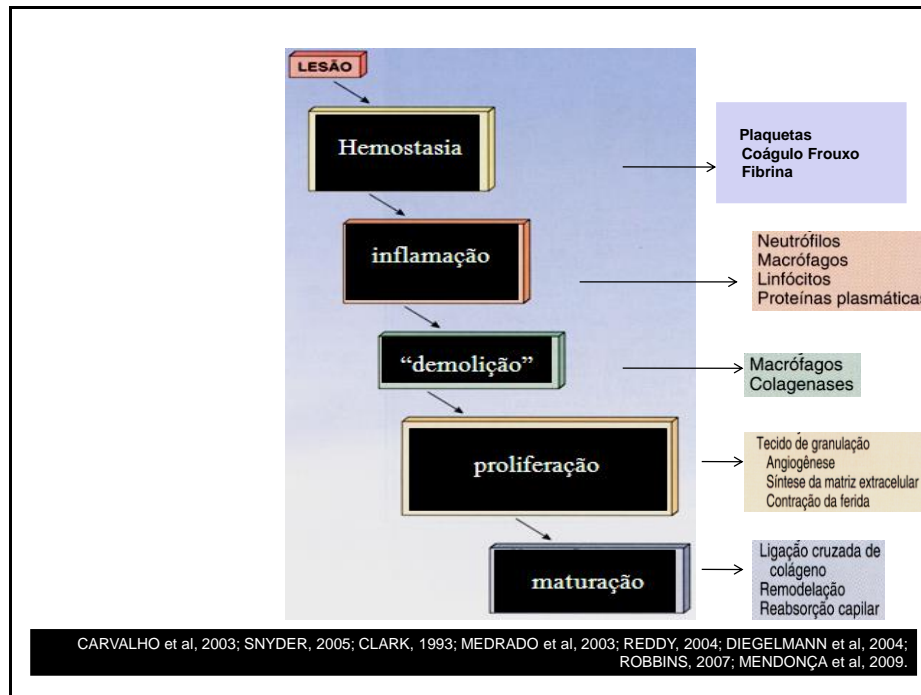 LESÃO
Hemostasia
Plaquetas
Coágulo Frouxo
Fibrina
inflamação
Neutrófilos
Macrófagos
Linfócitos
Proteínas plasmáticas
“demolição”
Macrófagos
Colagenases
proliferação
Tecido de granulação
Angiogênese
Síntese da matriz extracelular
Contração da ferida
maturação
Ligação cruzada de
colágeno
Remodelação
Reabsorção capilar
CARVALHO et al, 2003; SNYDER, 2005; CLARK, 1993; MEDRADO et al, 2003; REDDY, 2004; DIEGELMANN et al, 2004;
ROBBINS, 2007; MENDONÇA et al, 2009.